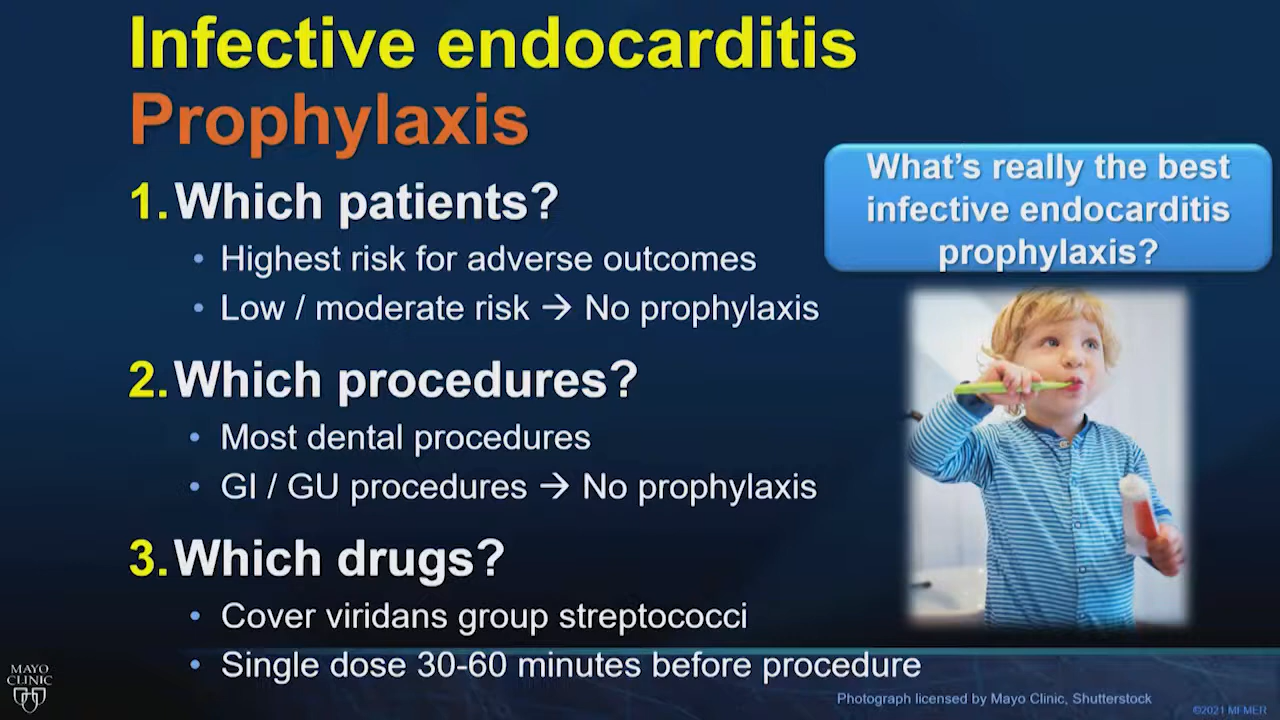 Infective endocarditis
Prophylaxis
1. Which patients?
• Highest risk for adverse outcomes
• Low / moderate risk → No prophylaxis
2. Which procedures?
• Most dental procedures
• GI / GU procedures → No prophylaxis
3. Which drugs?
• Cover viridans group streptococci
• Single dose 30-60 minutes before procedure
What's really the best
infective endocarditis
prophylaxis?
MAYO
CLINIC
Photograph licensed by Mayo Clinic, Shutterstock
©2021 MFMER